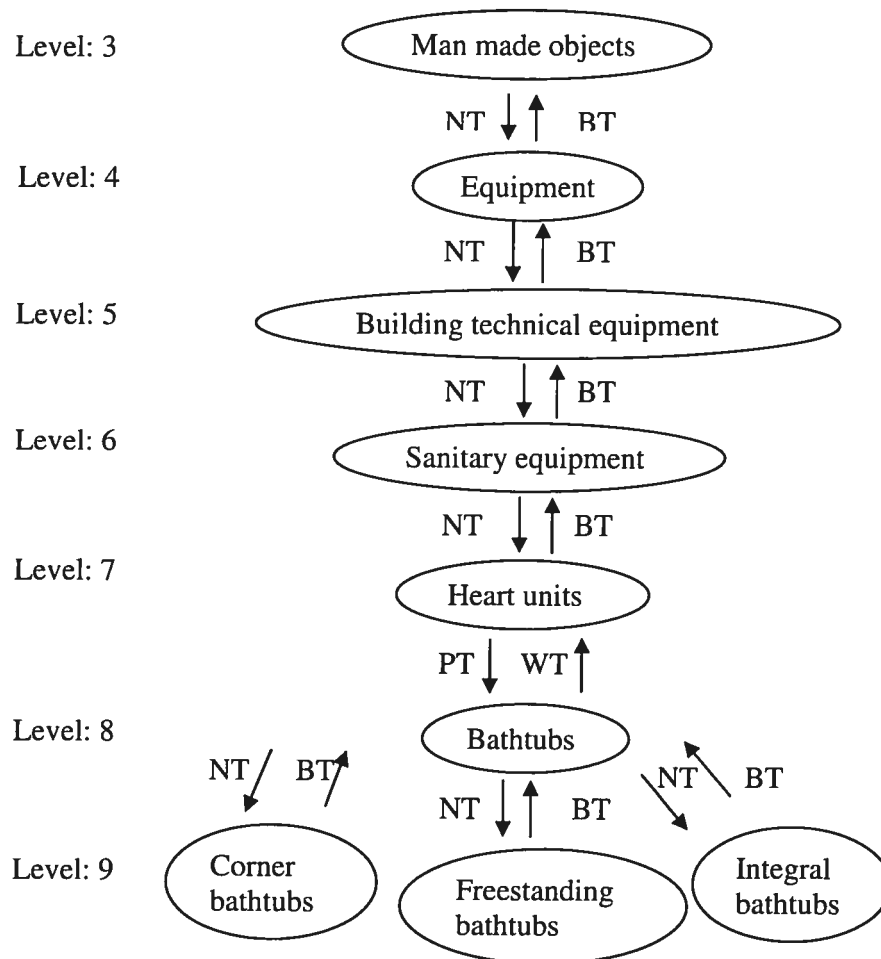 Level: 3
Man made objects
NT BT
Level: 4
Equipment
NT BT
Level: 5
Building technical equipment
NT BT
Level: 6
Sanitary equipment
NT BT
Level: 7
Heart units
PT WT
Level: 8
Bathtubs
NT BT NT BT NT BT
Level: 9
Corner
bathtubs
Freestanding
bathtubs
Integral
bathtubs